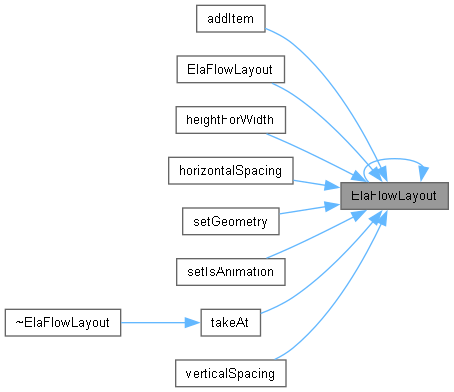 addItem
ElaFlowLayout
heightForWidth
horizontalSpacing
ElaFlowLayout
setGeometry
setIsAnimation
~ElaFlowLayout
takeAt
verticalSpacing